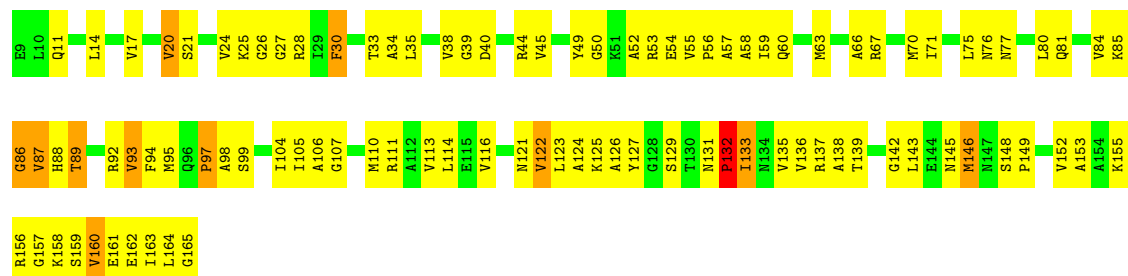 E9 L10 Q11 L14 V17 V20 S21 V24 K25 G26 G27 R28 I29 F30 T33 A34 L35 V38 G39 D40 R44 V45 Y49 G50 K51 A52 R53 E54 V55 P56 A57 A58 I59 Q60 M63 A66 R67 M70 I71 L75 N76 N77 L80 Q81 V84 K85
G86 V87 H88 T89 R92 V93 F94 M95 Q96 P97 A98 S99 I104 I105 A106 G107 M110 R111 A112 V113 L114 E115 V116 N121 V122 L123 A124 K125 A126 Y127 G128 S129 T130 N131 P132 I133 N134 V135 V136 R137 A138 T139 G142 L143 E144 N145 M146 N147 S148 P149 V152 A153 A154 K155
R156 G157 K158 S159 V160 E161 E162 I163 L164 G165